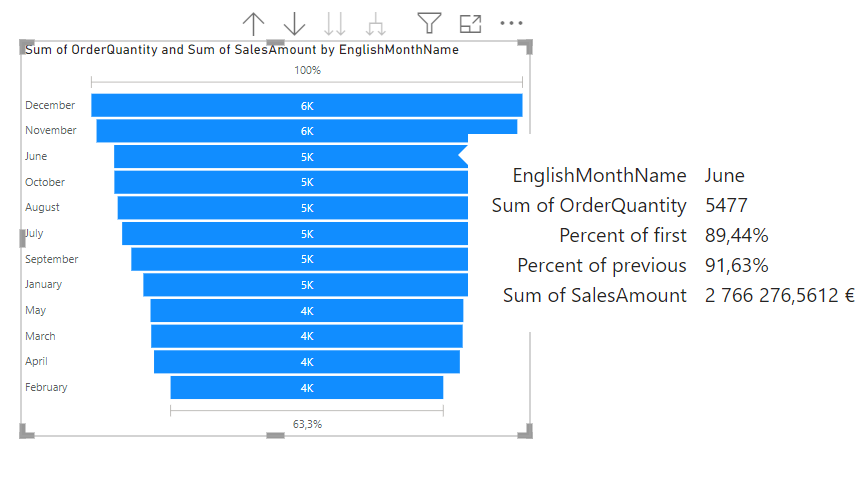 Sum of OrderQuantity and Sum of SalesAmount by EnglishMonthName
100%
December 6K
November 6K
June 5K
October 5K
August 5K
July 5K
September 5K
January 5K
May 4K
March 4K
April 4K
February 4K
63,3%
EnglishMonthName June
Sum of OrderQuantity 5477
Percent of first 89,44%
Percent of previous 91,63%
Sum of SalesAmount 2 766 276,5612 €